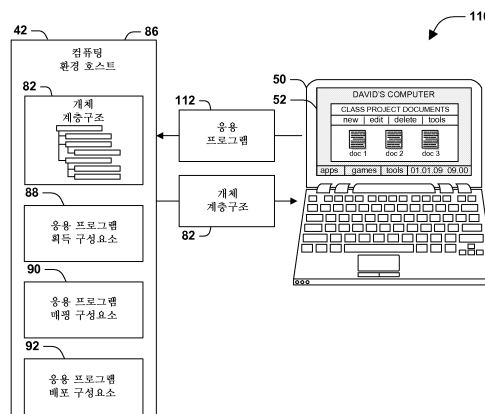 110
42
86
컴퓨팅
환경 호스트
82
개체
계층구조
88
응용 프로그램
획득 구성요소
90
응용 프로그램
매핑 구성요소
92
응용 프로그램
배포 구성요소
112
응용
프로그램
개체
계층구조
82
50
52
DAVID'S COMPUTER
CLASS PROJECT DOCUMENTS
new | edit | delete | tools
doc 1 doc 2 doc 3
apps | games | tools | 01.01.09 09.00